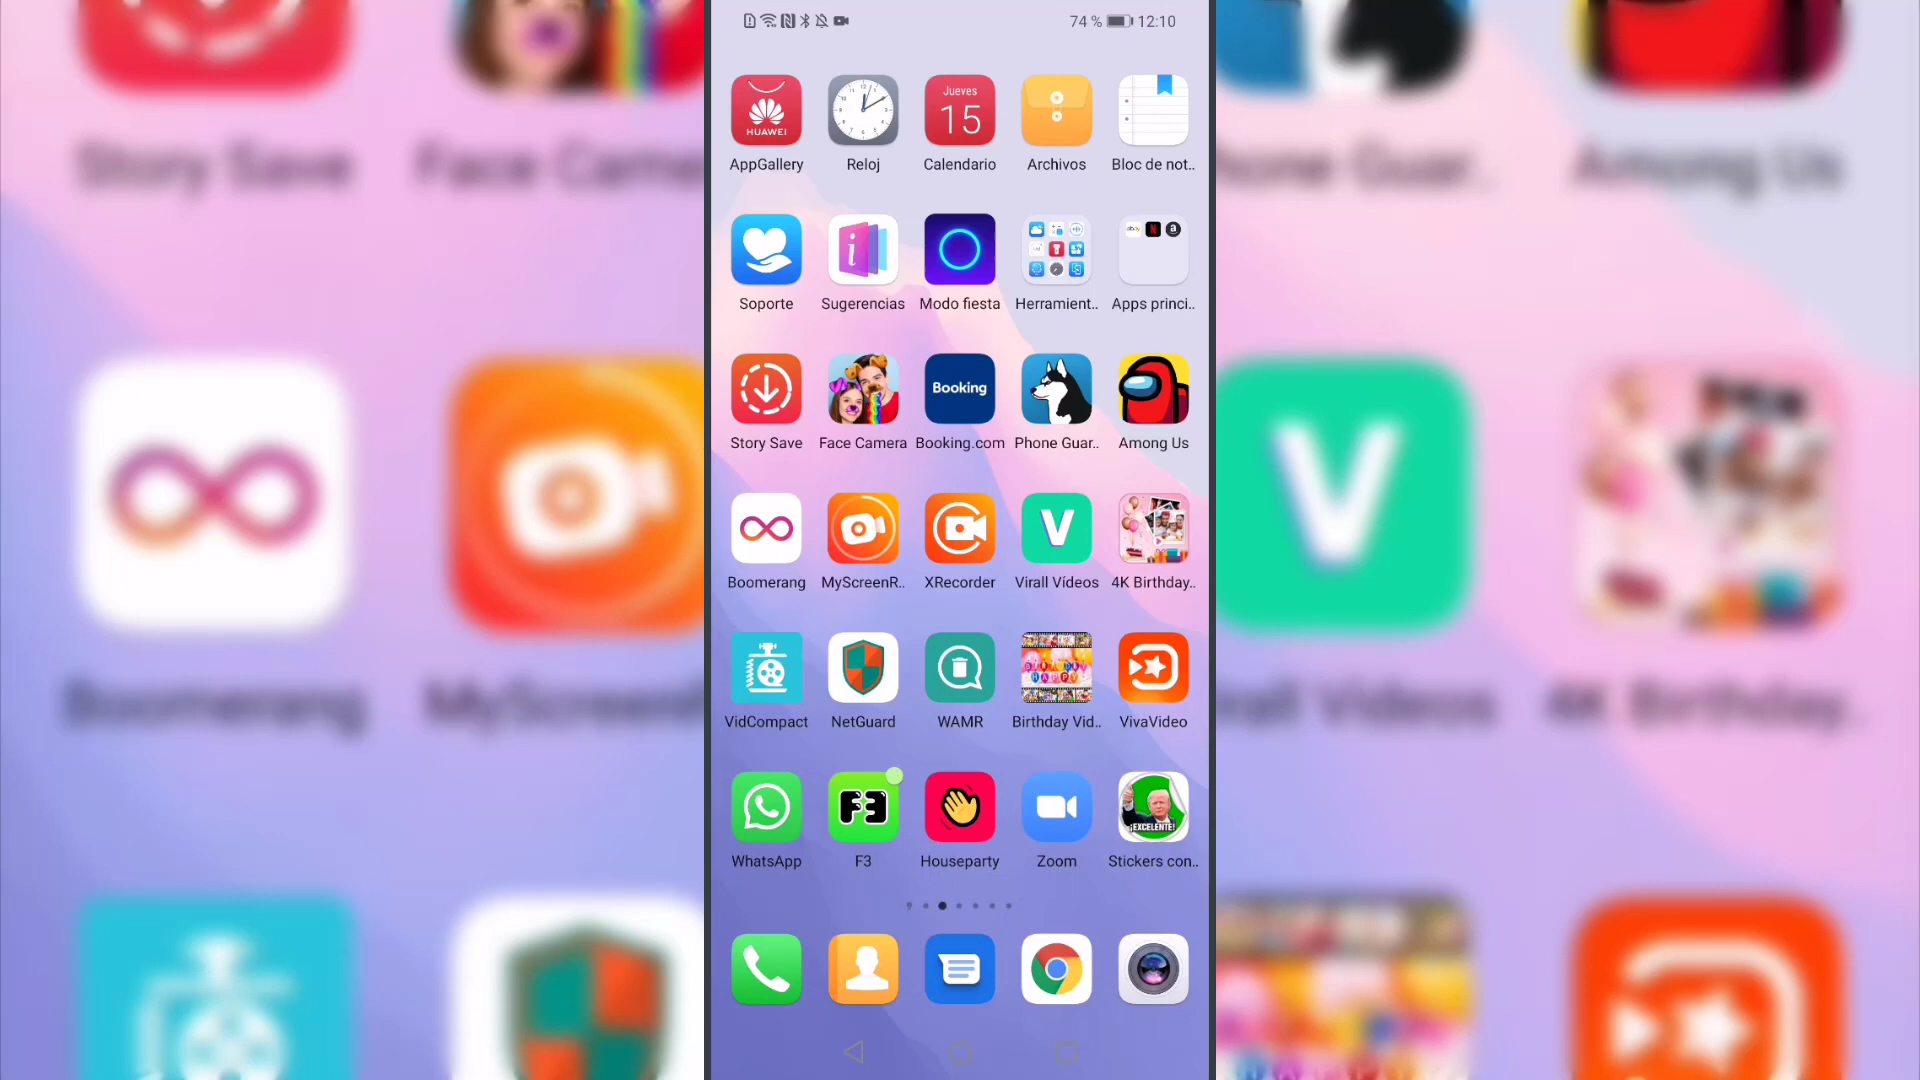 74 % 12:10
HUAWEI
Jueves
15
AppGallery Reloj Calendario Archivos Bloc de not..
Soporte Sugerencias Modo fiesta Herramient.. Apps princi..
Booking
Story Save Face Camera Booking.com Phone Guar.. Among Us
Boomerang MyScreenR.. XRecorder Virall Vídeos 4K Birthday..
VidCompact NetGuard WAMR Birthday Vid.. VivaVideo
F3
¡EXCELENTE!
WhatsApp F3 Houseparty Zoom Stickers con..